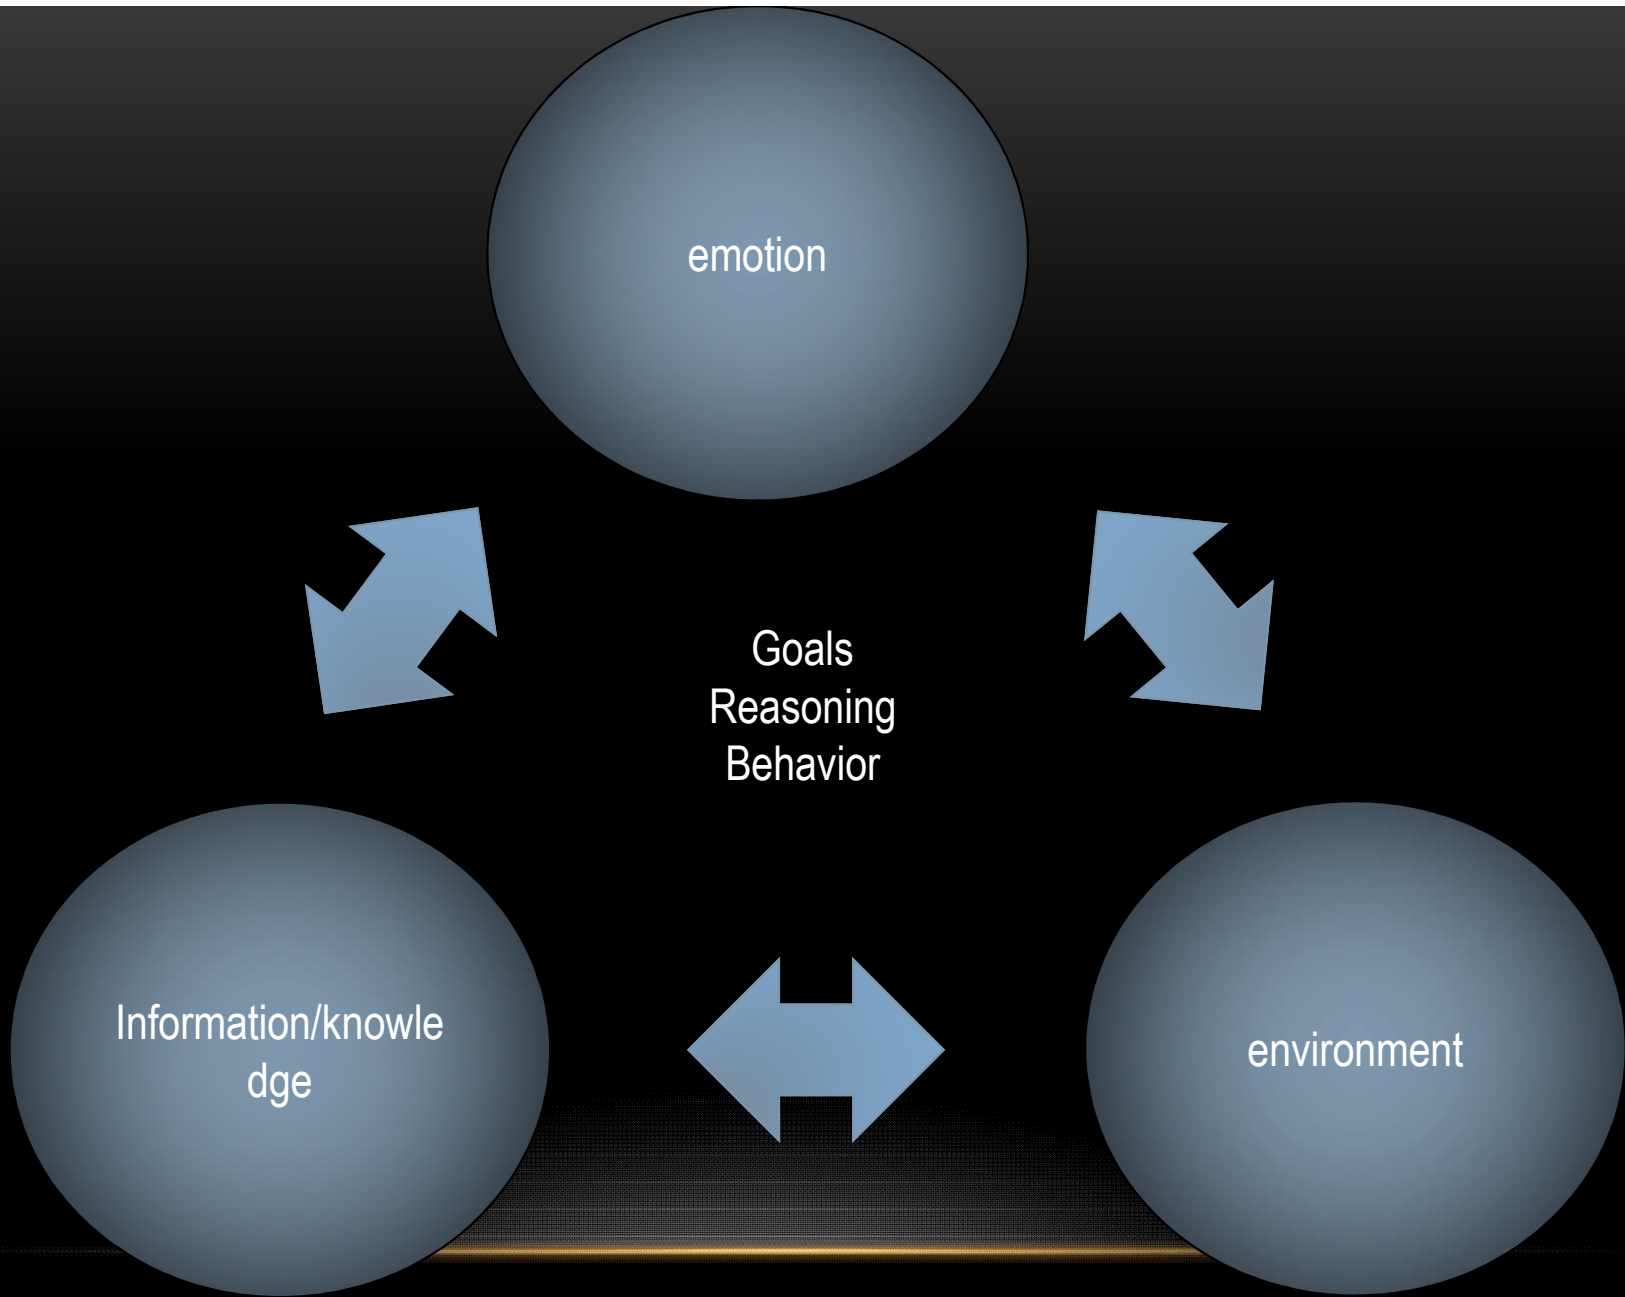 emotion
Goals
Reasoning
Behavior
Information/knowle
dge
environment